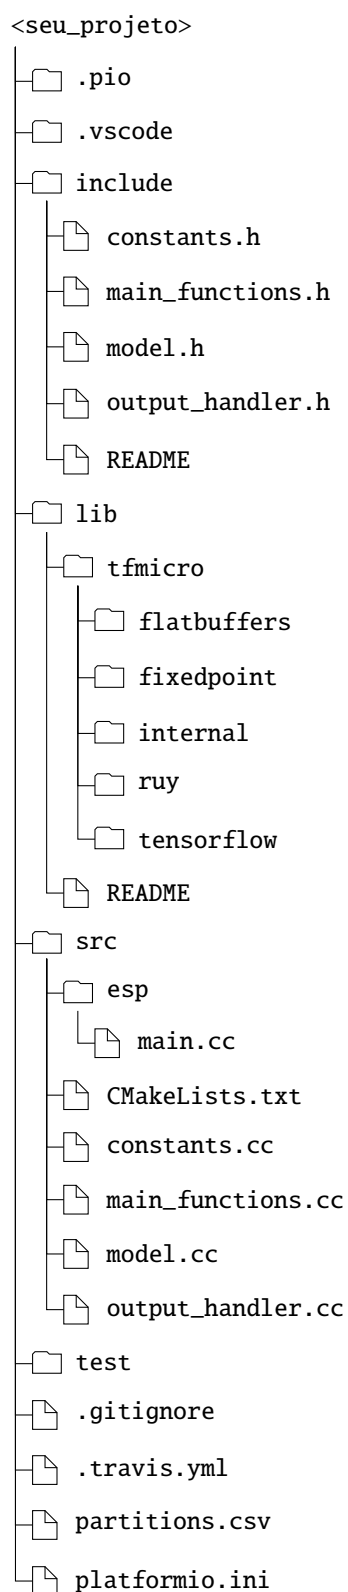 <seu_projeto>
.pio
.vscode
include
constants.h
main_functions.h
model.h
output_handler.h
README
lib
tfmicro
flatbuffers
fixedpoint
internal
ruy
tensorflow
README
src
esp
main.cc
CMakeLists.txt
constants.cc
main_functions.cc
model.cc
output_handler.cc
test
.gitignore
.travis.yml
partitions.csv
platformio.ini